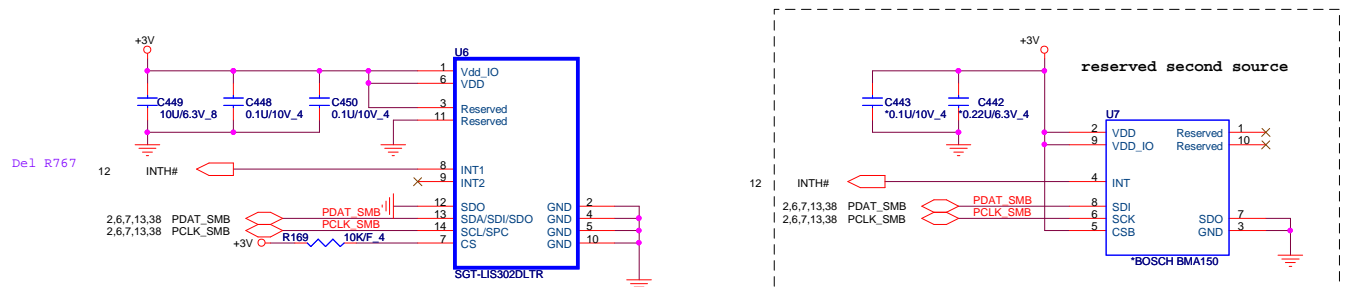 +3V
U6
1 Vdd_IO
6 VDD
C449
10U/6.3V_8
C448
0.1U/10V_4
C450
0.1U/10V_4
3 Reserved
11 Reserved
Del R767
12 INTH#
8 INT1
9 INT2
12 SDO
2,6,7,13,38 PDAT_SMB PDAT_SMB 13 SDA/SDI/SDO
2,6,7,13,38 PCLK_SMB PCLK_SMB 14 SCL/SPC
+3V R169 10K/F_4 7 CS
GND 2
GND 4
GND 5
GND 10
SGT-LIS302DLTR
+3V
reserved second source
C443
*0.1U/10V_4
C442
*0.22U/6.3V_4
U7
2 VDD Reserved 1
9 VDD_IO Reserved 10
12 INTH# 4 INT
2,6,7,13,38 PDAT_SMB PDAT_SMB 8 SDI
2,6,7,13,38 PCLK_SMB PCLK_SMB 6 SCK SDO 7
5 CSB GND 3
*BOSCH BMA150